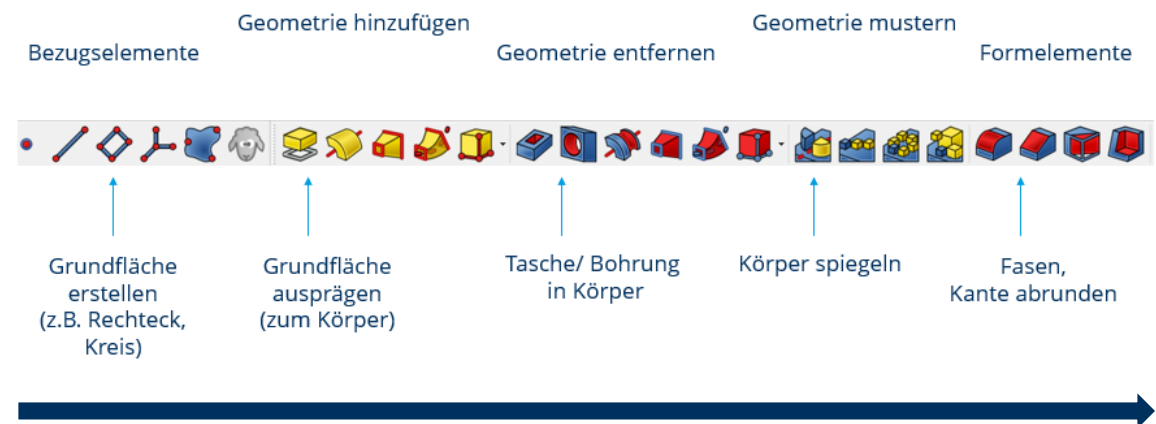 Geometrie hinzufügen
Geometrie mustern
Bezugselemente
Geometrie entfernen
Formelemente
Grundfläche
erstellen
(z.B. Rechteck,
Kreis)
Grundfläche
ausprägen
(zum Körper)
Tasche/ Bohrung
in Körper
Körper spiegeln
Fasen,
Kante abrunden